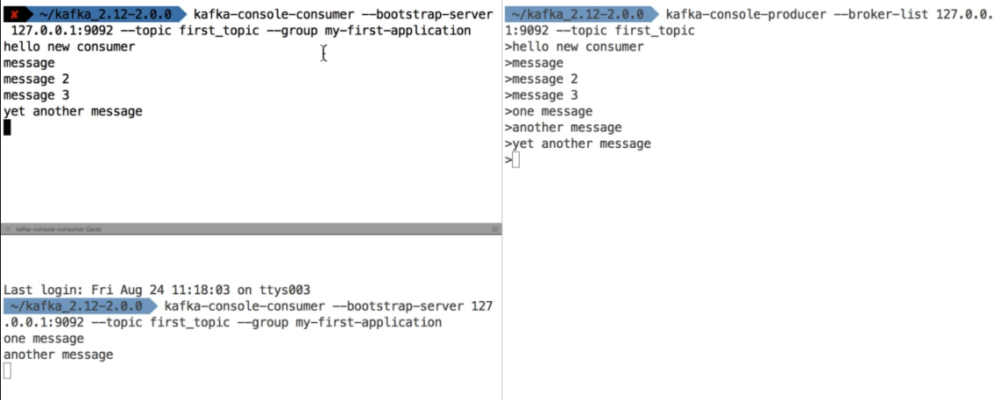 ✘ ~/kafka_2.12-2.0.0 kafka-console-consumer --bootstrap-server
127.0.0.1:9092 --topic first_topic --group my-first-application
hello new consumer
message
message 2
message 3
yet another message
kafka-console-consumer (java)
Last login: Fri Aug 24 11:18:03 on ttys003
~/kafka_2.12-2.0.0 kafka-console-consumer --bootstrap-server 127
.0.0.1:9092 --topic first_topic --group my-first-application
one message
another message
~/kafka_2.12-2.0.0 kafka-console-producer --broker-list 127.0.0.
1:9092 --topic first_topic
>hello new consumer
>message
>message 2
>message 3
>one message
>another message
>yet another message
>